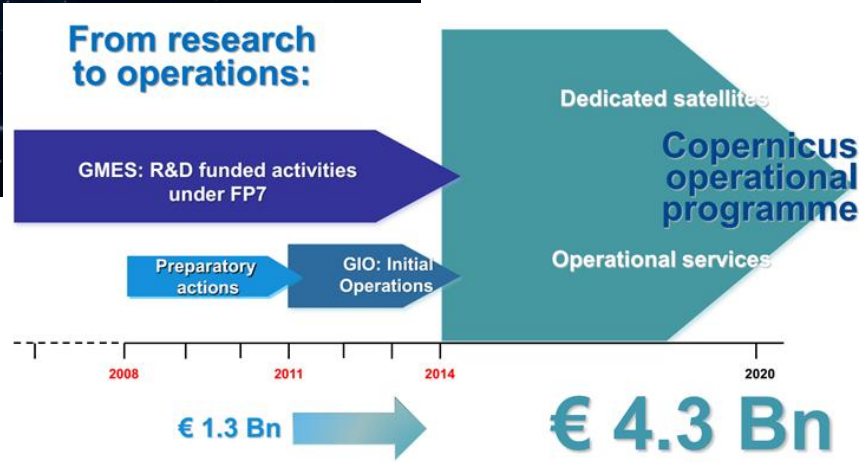 From research
to operations:
Dedicated satellites
GMES: R&D funded activities
under FP7
Copernicus
operational
programme
Preparatory
actions
GIO: Initial
Operations
Operational services
2008
2011
2014
2020
€ 1.3 Bn
€ 4.3 Bn